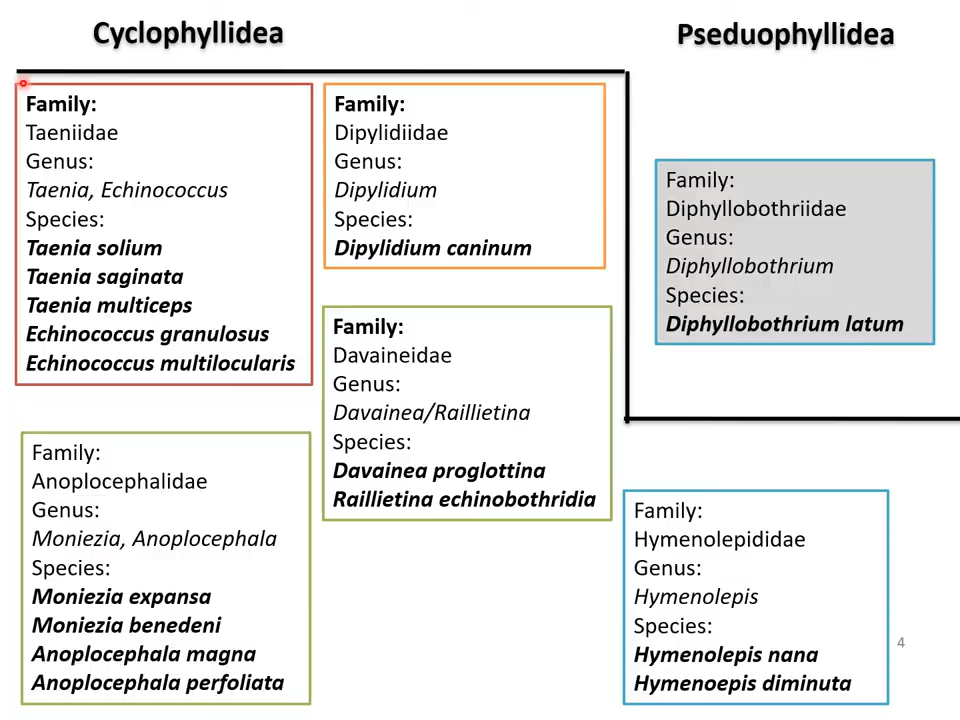 Cyclophyllidea
Pseduophyllidea
Family:
Taeniidae
Genus:
Taenia, Echinococcus
Species:
Taenia solium
Taenia saginata
Taenia multiceps
Echinococcus granulosus
Echinococcus multilocularis
Family:
Dipylidiidae
Genus:
Dipylidium
Species:
Dipylidium caninum
Family:
Diphyllobothriidae
Genus:
Diphyllobothrium
Species:
Diphyllobothrium latum
Family:
Davaineidae
Genus:
Davainea/Raillietina
Species:
Davainea proglottina
Raillietina echinobothridia
Family:
Anoplocephalidae
Genus:
Moniezia, Anoplocephala
Species:
Moniezia expansa
Moniezia benedeni
Anoplocephala magna
Anoplocephala perfoliata
Family:
Hymenolepididae
Genus:
Hymenolepis
Species:
Hymenolepis nana
Hymenoepis diminuta
4